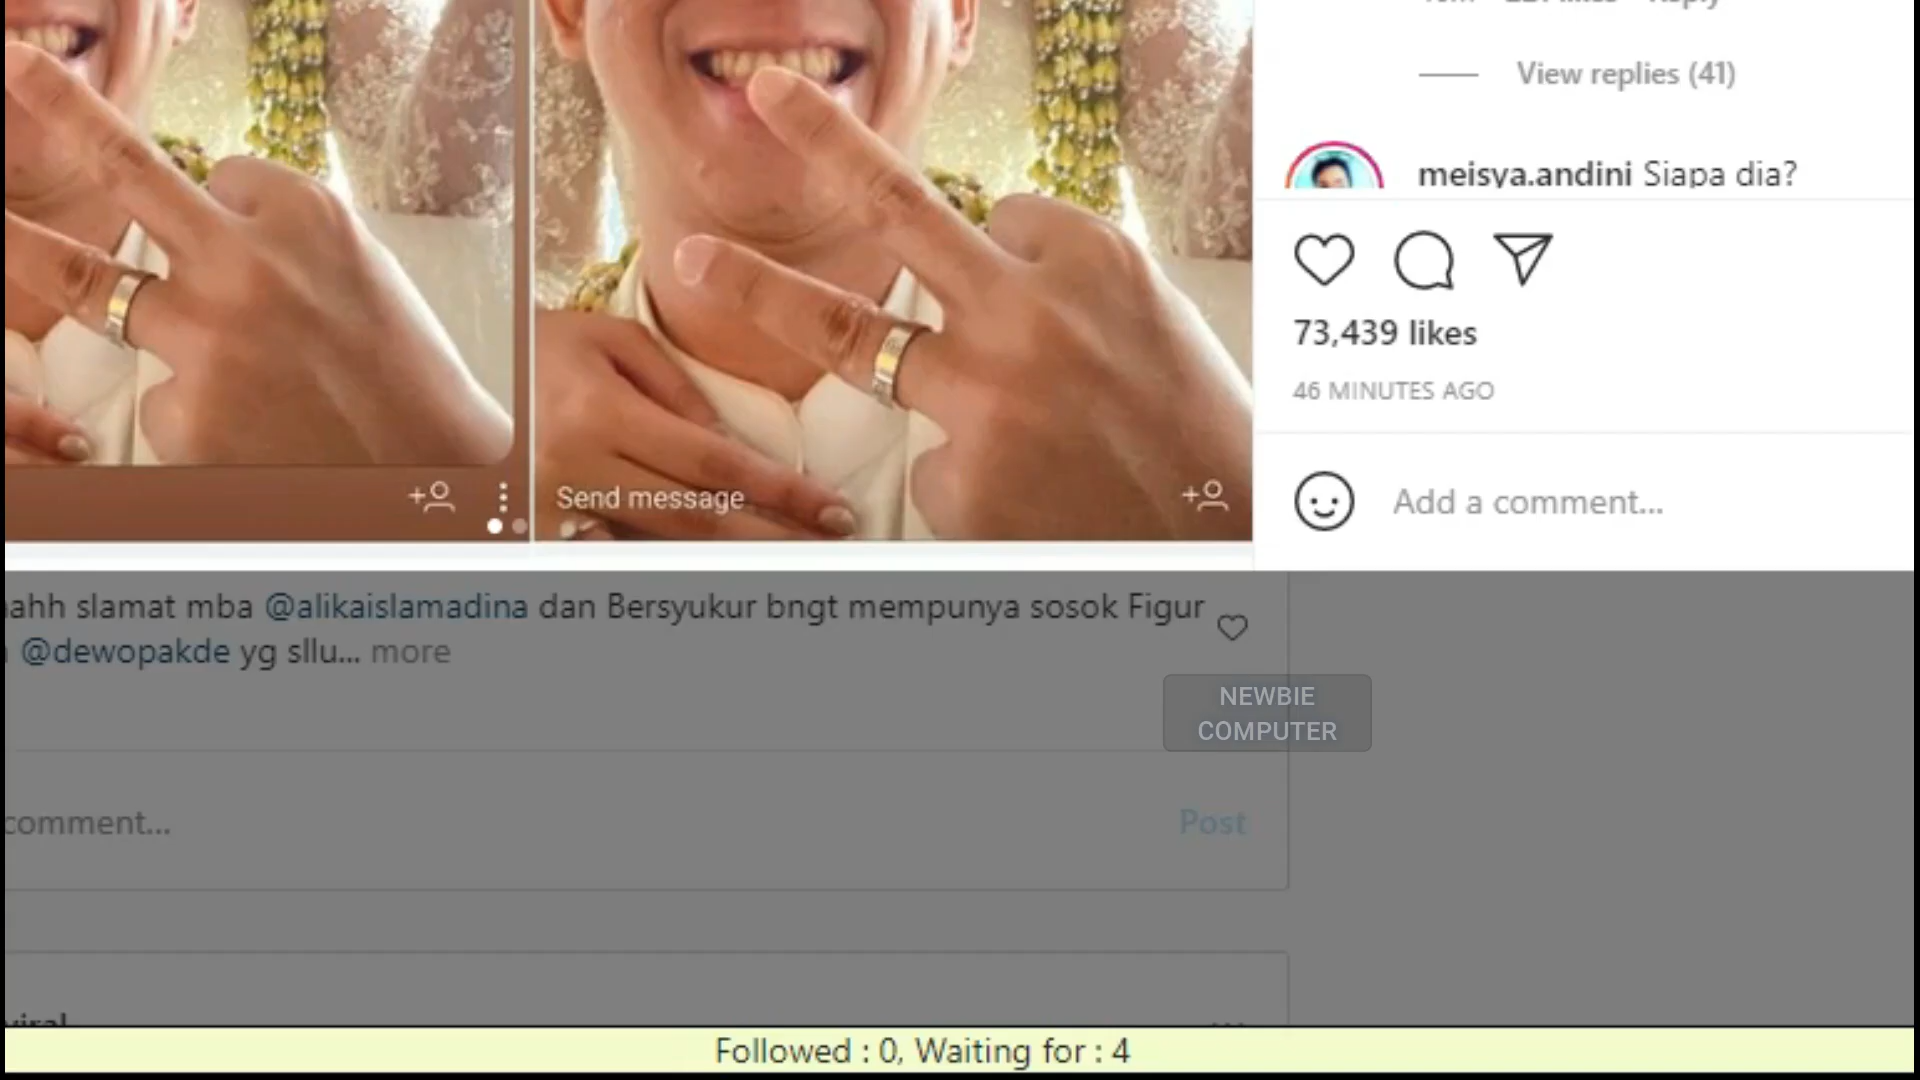 View replies (41)
meisya.andini Siapa dia?
73,439 likes
46 MINUTES AGO
Send message
Add a comment...
ahh slamat mba @alikaislamadina dan Bersyukur bngt mempunya sosok Figur
@dewopakde yg sllu... more
NEWBIE
COMPUTER
comment...
Post
Followed : 0, Waiting for : 4